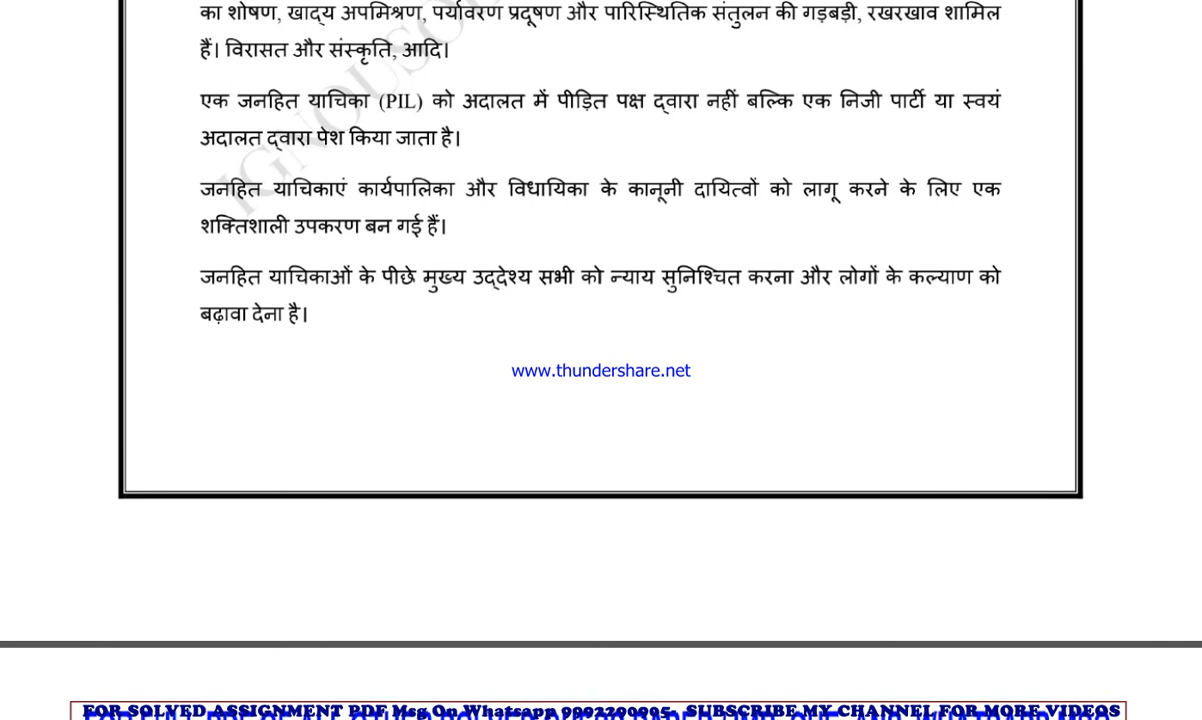 का शोषण, खाद्य अपमिश्रण, पर्यावरण प्रदूषण और पारिस्थितिक संतुलन की गड़बड़ी, रखरखाव शामिल
हैं। विरासत और संस्कृति, आदि।
एक जनहित याचिका (PIL) को अदालत में पीड़ित पक्ष द्वारा नहीं बल्कि एक निजी पार्टी या स्वयं
अदालत द्वारा पेश किया जाता है।
जनहित याचिकाएं कार्यपालिका और विधायिका के कानूनी दायित्वों को लागू करने के लिए एक
शक्तिशाली उपकरण बन गई हैं।
जनहित याचिकाओं के पीछे मुख्य उद्देश्य सभी को न्याय सुनिश्चित करना और लोगों के कल्याण को
बढ़ावा देना है।
www.thundershare.net
FOR SOLVED ASSIGNMENT PDF Msg On Whatsapp SUBSCRIBE MY CHANNEL FOR MORE VIDEOS